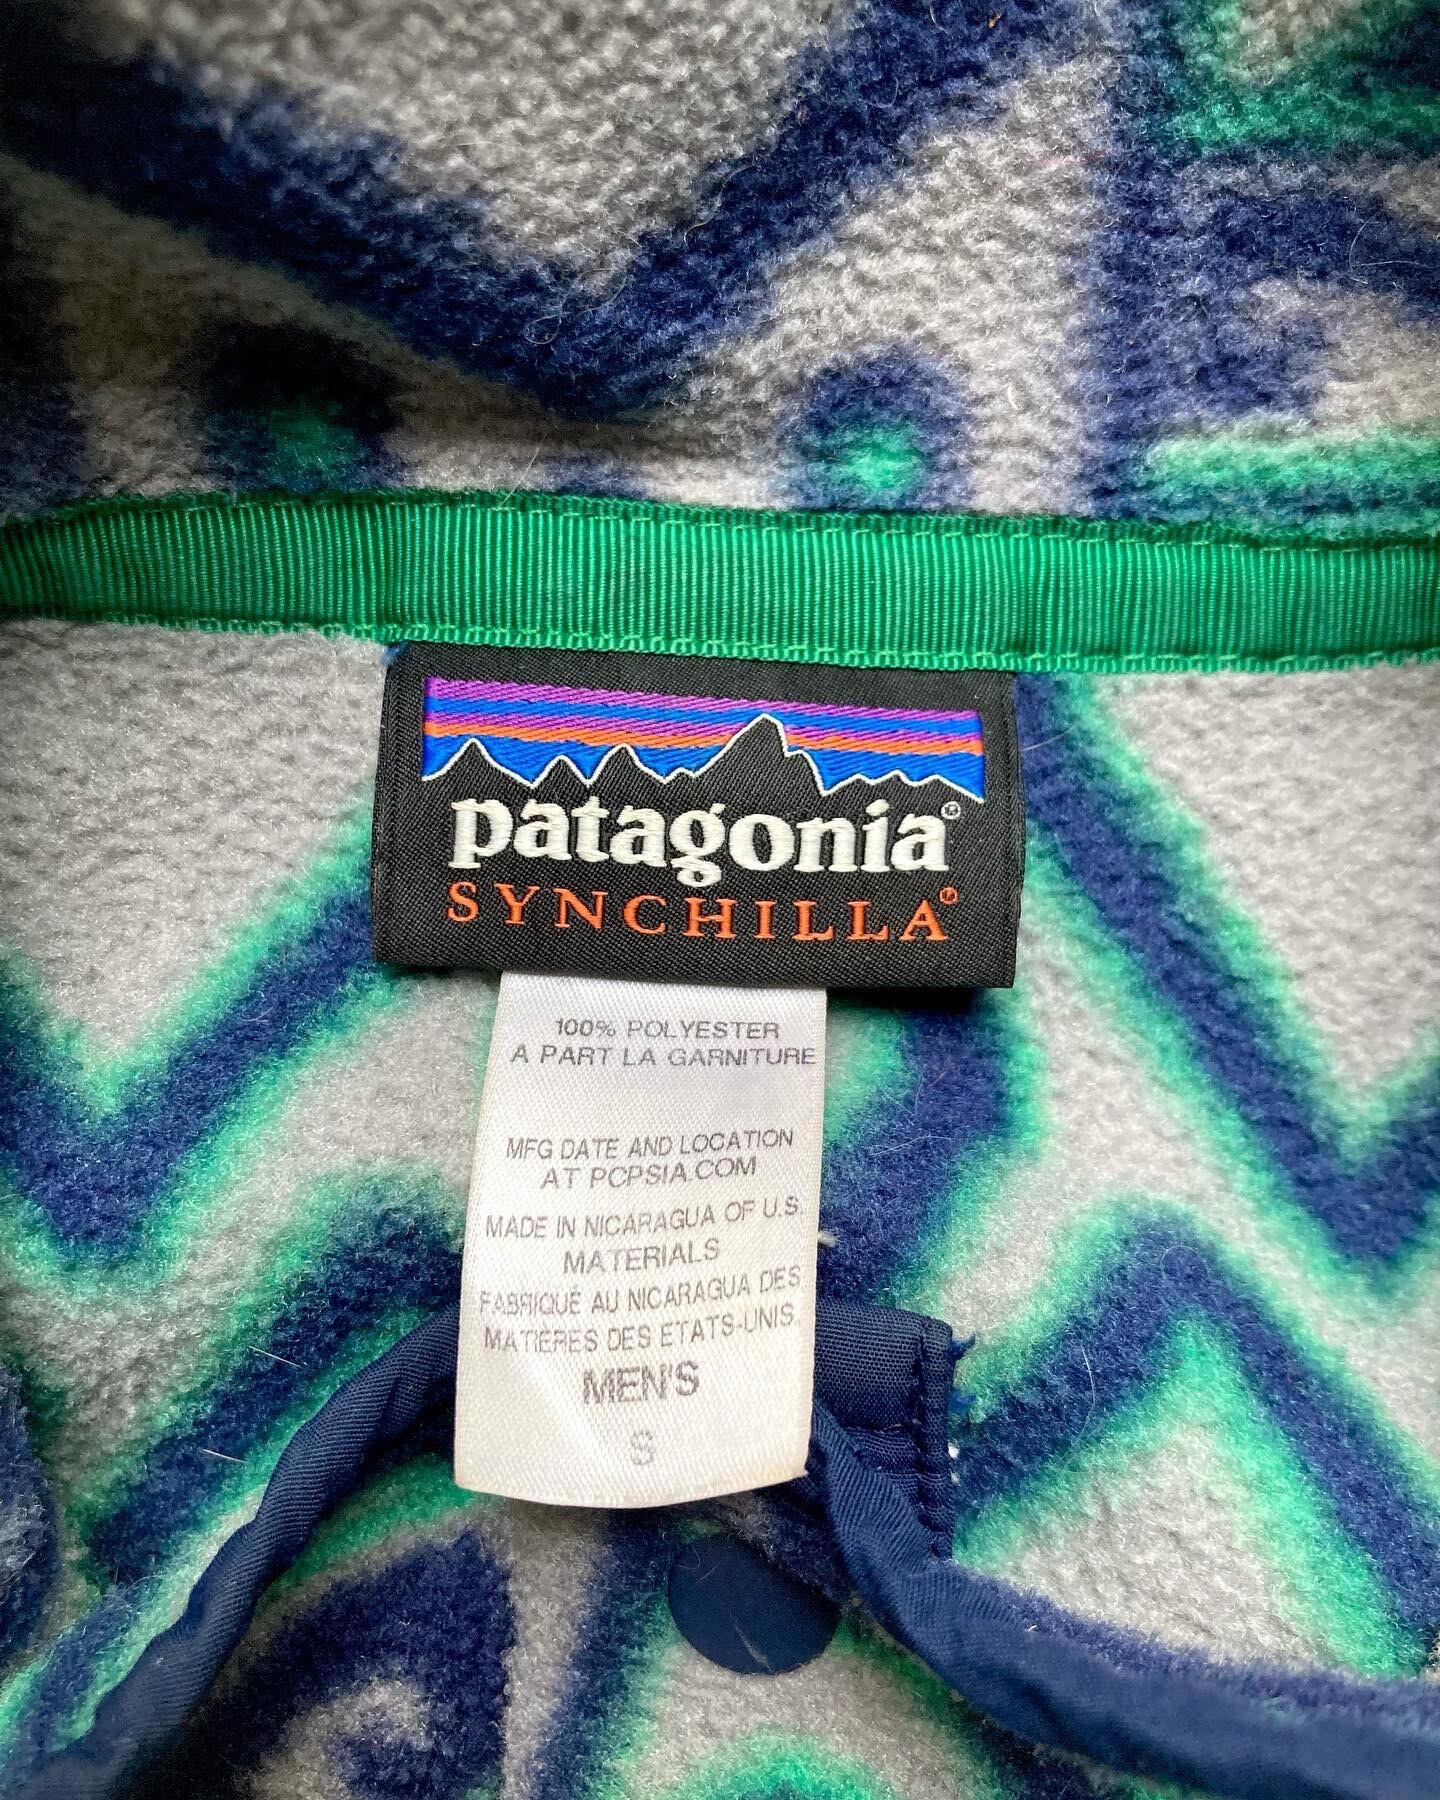 patagonia®
SYNCHILLA®
100% POLYESTER
A PART LA GARNITURE
MFG DATE AND LOCATION
AT PCPSIA.COM
MADE IN NICARAGUA OF U.S.
MATERIALS
FABRIQUÉ AU NICARAGUA DES
MATIÈRES DES ETATS-UNIS
MEN'S
S